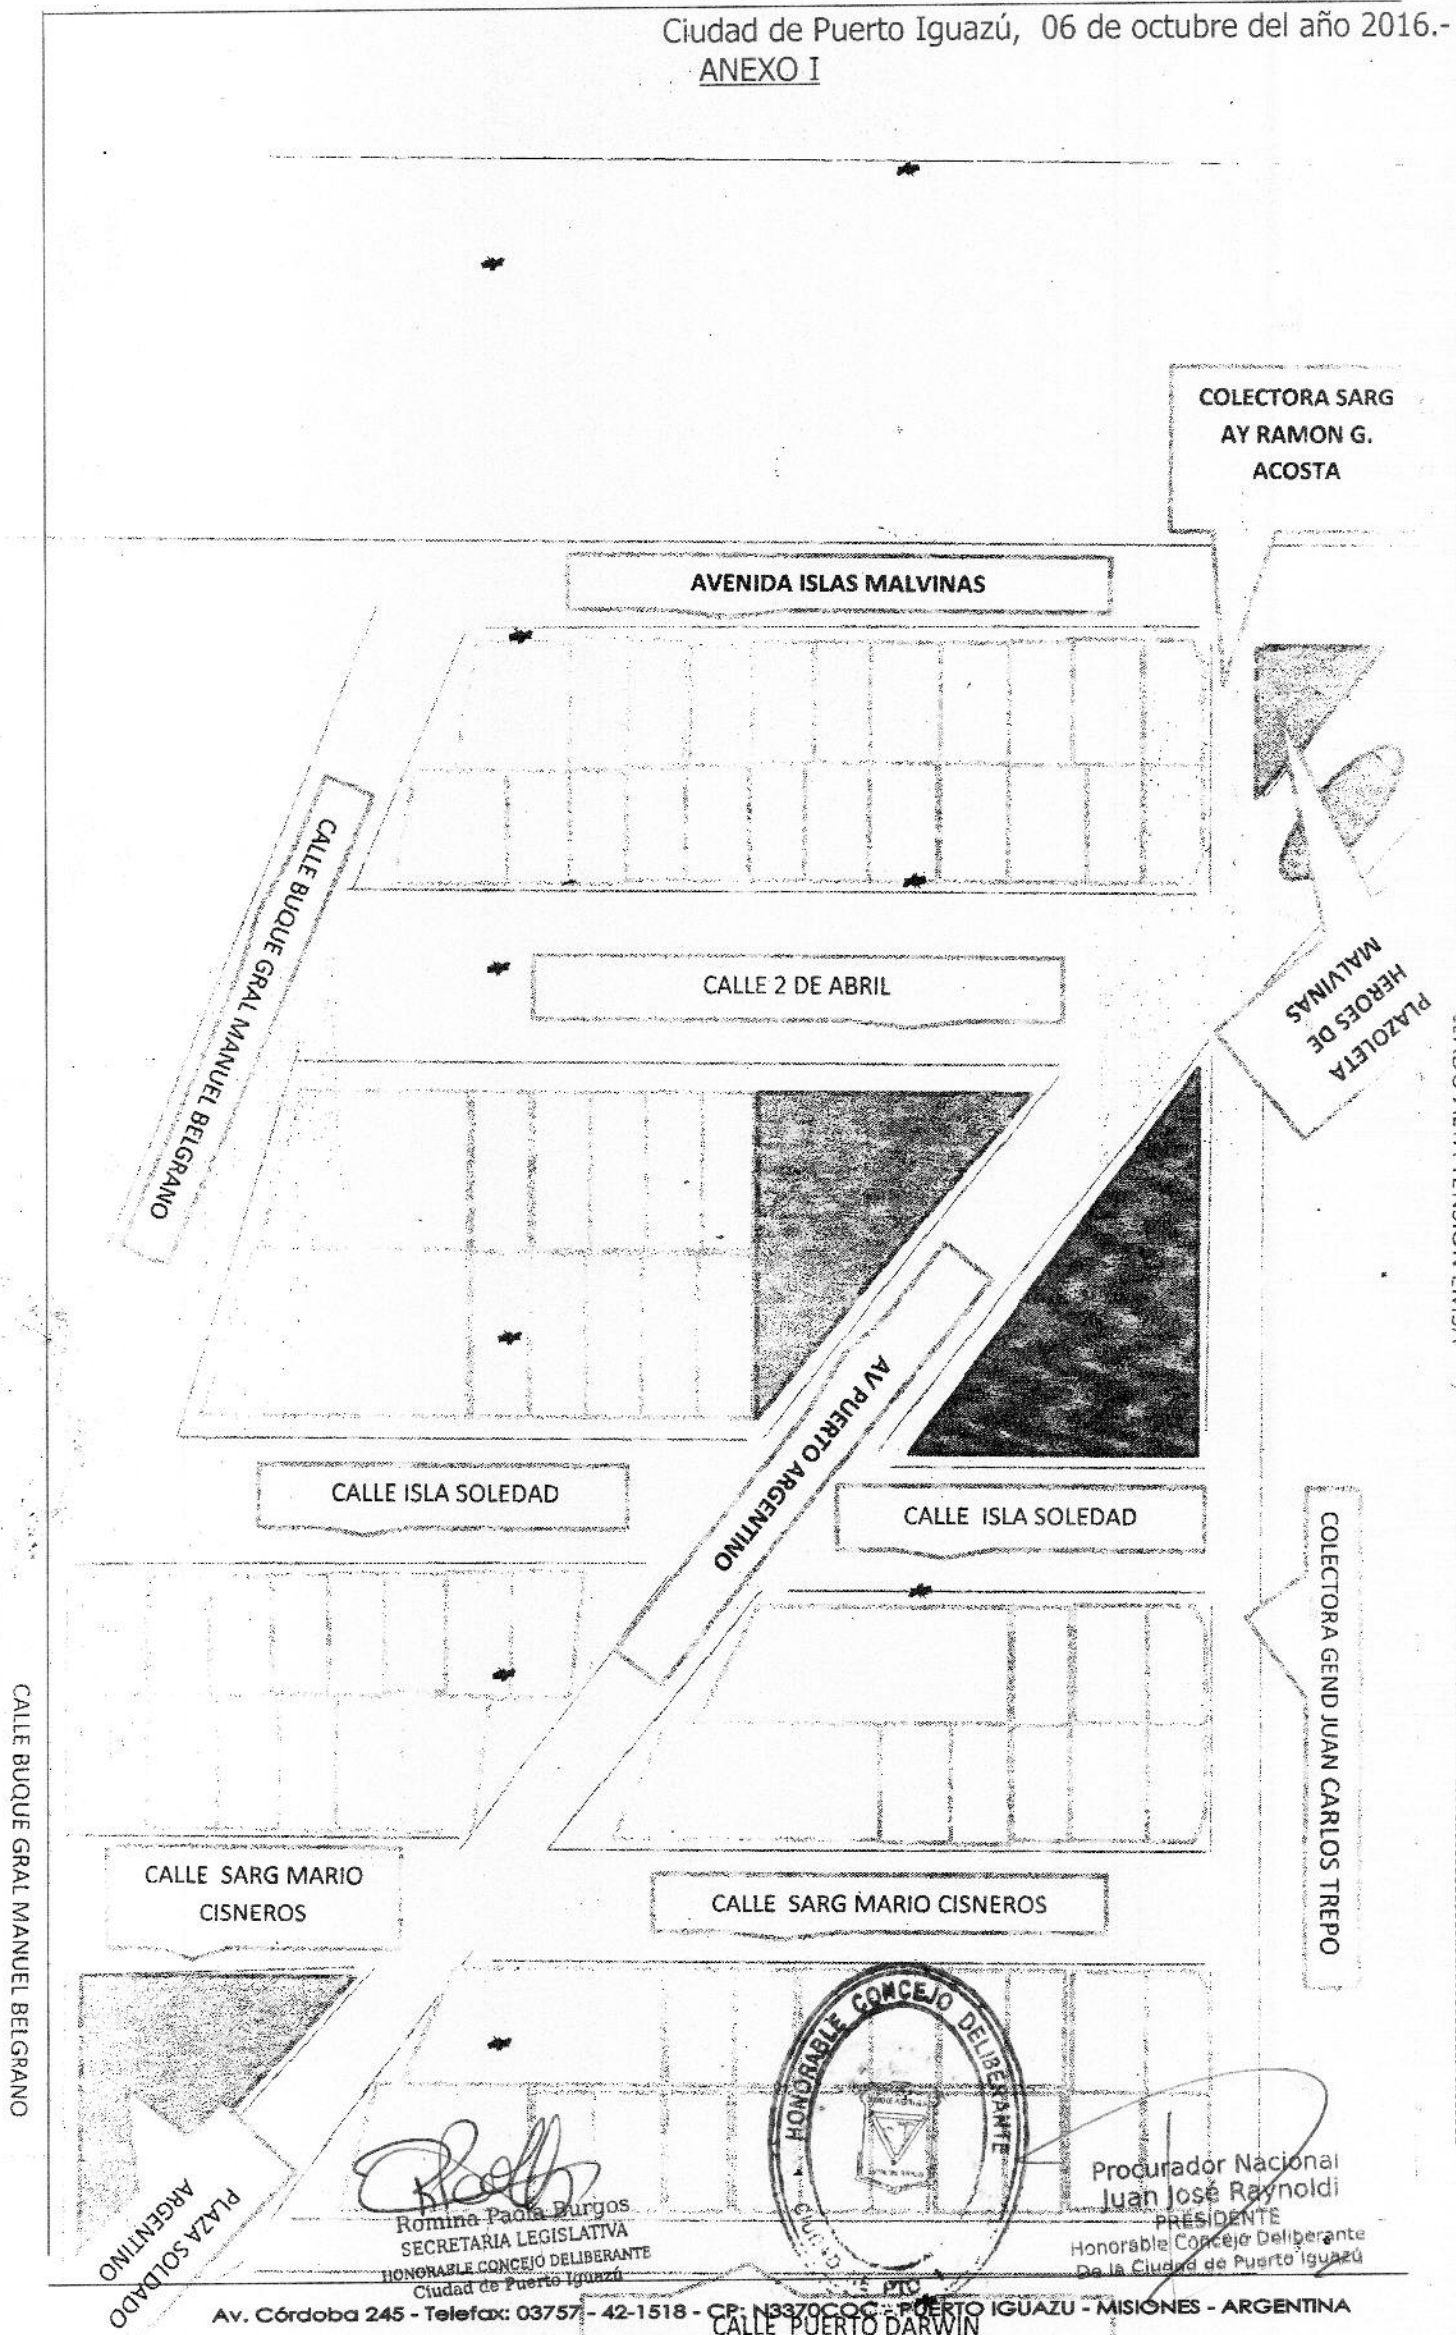 Ciudad de Puerto Iguazú, 06 de octubre del año 2016.-
ANEXO I
COLECTORA SARG
AY RAMON G.
ACOSTA
AVENIDA ISLAS MALVINAS
CALLE BUQUE GRAL MANUEL BELGRANO
CALLE 2 DE ABRIL
PLAZOLETA
HEROES DE
MALVINAS
AV PUERTO ARGENTINO
CALLE ISLA SOLEDAD
CALLE ISLA SOLEDAD
COLECTORA GEND JUAN CARLOS TREPO
CALLE BUQUE GRAL MANUEL BELGRANO
CALLE SARG MARIO
CISNEROS
CALLE SARG MARIO CISNEROS
PLAZA SOLDADO
ARGENTINO
HONORABLE CONCEJO DELIBERANTE
CIUDAD DE PTO
Romina Paola Burgos
SECRETARIA LEGISLATIVA
HONORABLE CONCEJO DELIBERANTE
Ciudad de Puerto Iguazú
Procurador Nacional
Juan José Raynoldi
PRESIDENTE
Honorable Concejo Deliberante
De la Ciudad de Puerto Iguazú
Av. Córdoba 245 - Telefax: 03757 - 42-1518 - CP: N3370COC - PUERTO IGUAZU - MISIONES - ARGENTINA
CALLE PUERTO DARWIN